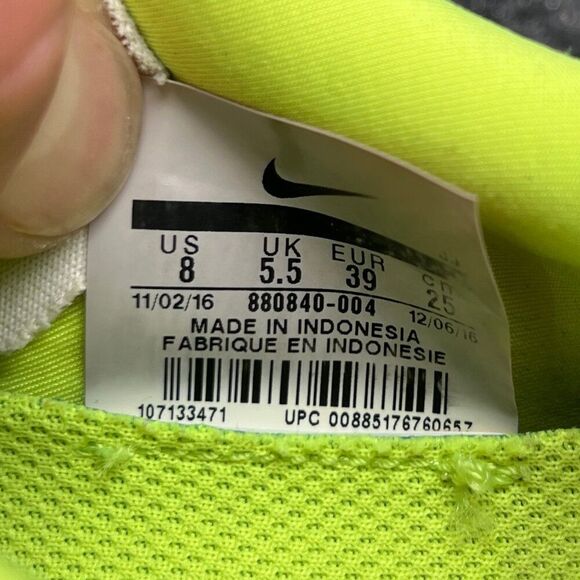 US UK EUR
8 5.5 39 25
11/02/16 880840-004 12/06/16
MADE IN INDONESIA
FABRIQUE EN INDONESIE
107133471 UPC 00885176760657